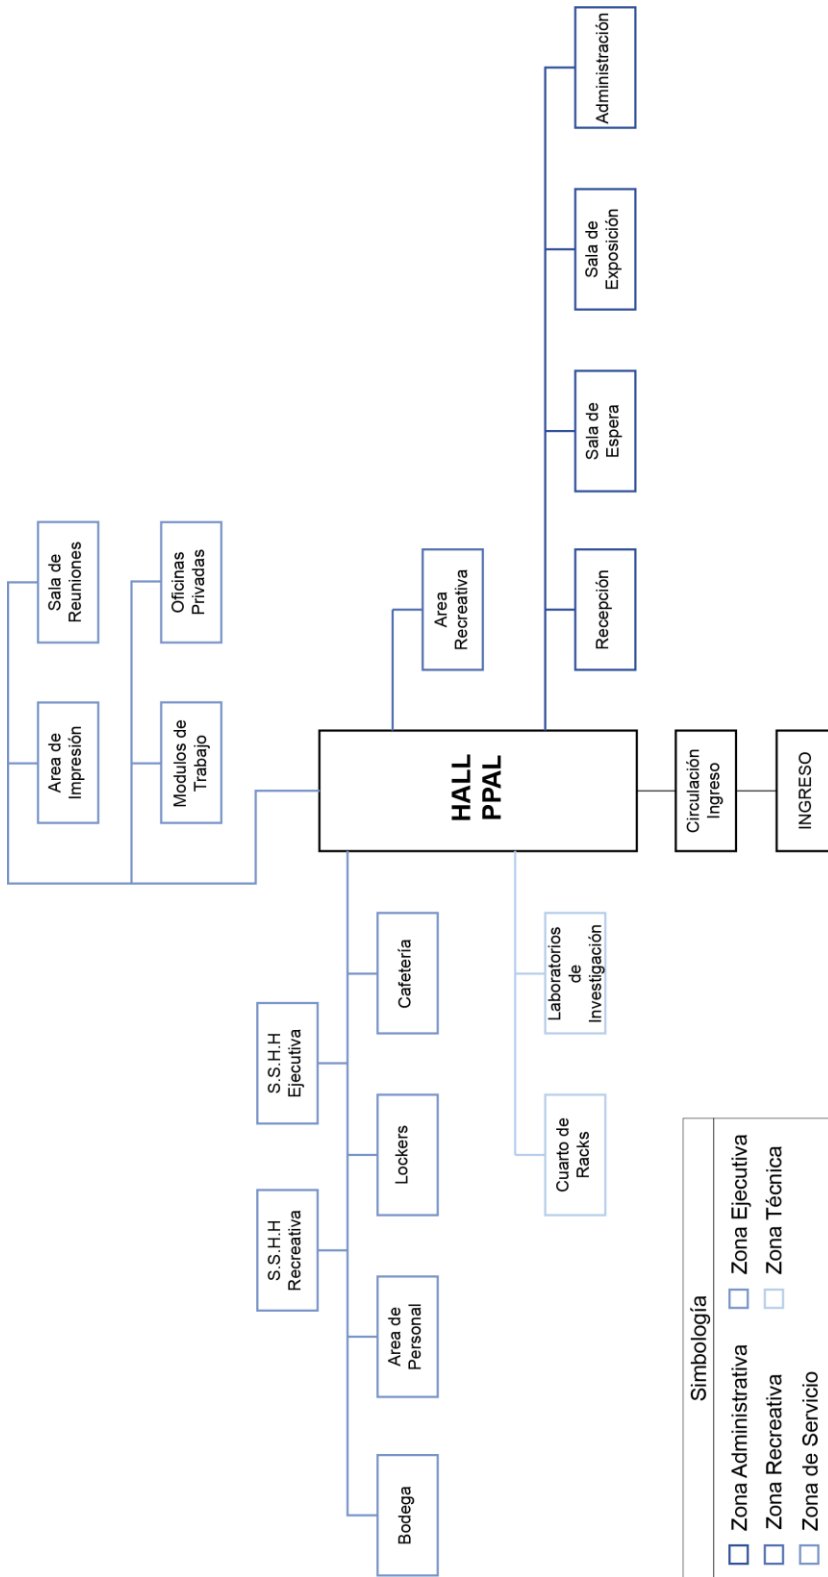 Sala de
Reuniones
Area de
Impresión
Oficinas
Privadas
Modulos de
Trabajo
S.S.H.H
Recreativa
S.S.H.H
Ejecutiva
Bodega
Area de
Personal
Lockers
Cafetería
HALL
PPAL
Area
Recreativa
Cuarto de
Racks
Laboratorios
de
Investigación
Recepción
Sala de
Espera
Sala de
Exposición
Administración
Circulación
Ingreso
INGRESO
Simbología
Zona Administrativa
Zona Ejecutiva
Zona Recreativa
Zona Técnica
Zona de Servicio